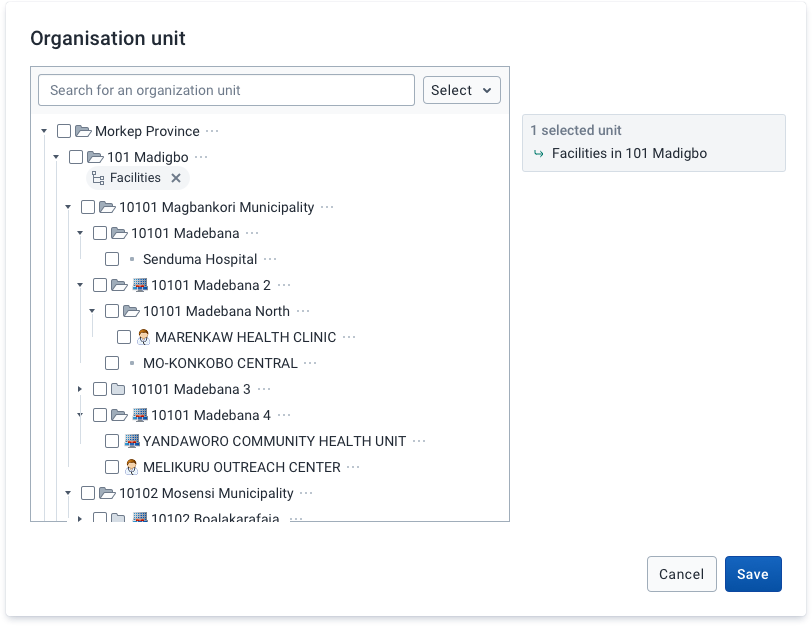 Organisation unit
Search for an organization unit
Select
Morkep Province ···
101 Madigbo ···
Facilities
10101 Magbankori Municipality ···
10101 Madebana ···
Senduma Hospital ···
10101 Madebana 2 ···
10101 Madebana North ···
MARENKAW HEALTH CLINIC ···
MO-KONKOBO CENTRAL ···
10101 Madebana 3 ···
10101 Madebana 4 ···
YANDAWORO COMMUNITY HEALTH UNIT ···
MELIKURU OUTREACH CENTER ···
10102 Mosensi Municipality ···
10102 Boalakarafaia ···
1 selected unit
Facilities in 101 Madigbo
Cancel
Save